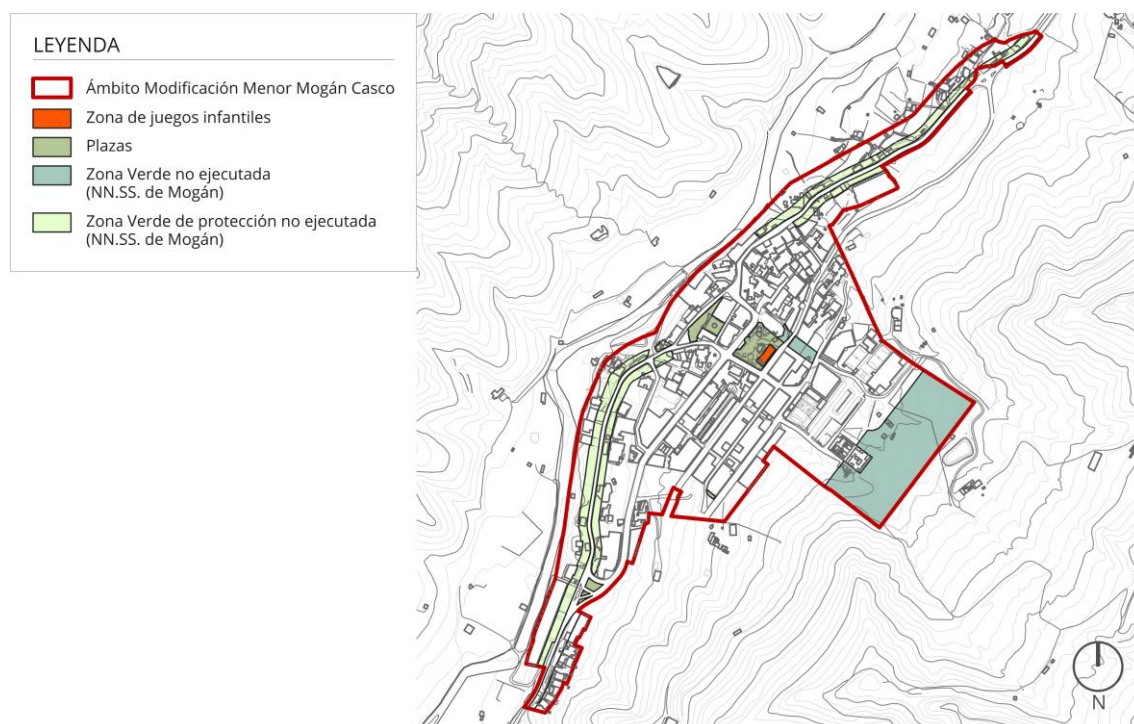 LEYENDA
Ámbito Modificación Menor Mogán Casco
Zona de juegos infantiles
Plazas
Zona Verde no ejecutada
(NN.SS. de Mogán)
Zona Verde de protección no ejecutada
(NN.SS. de Mogán)
N